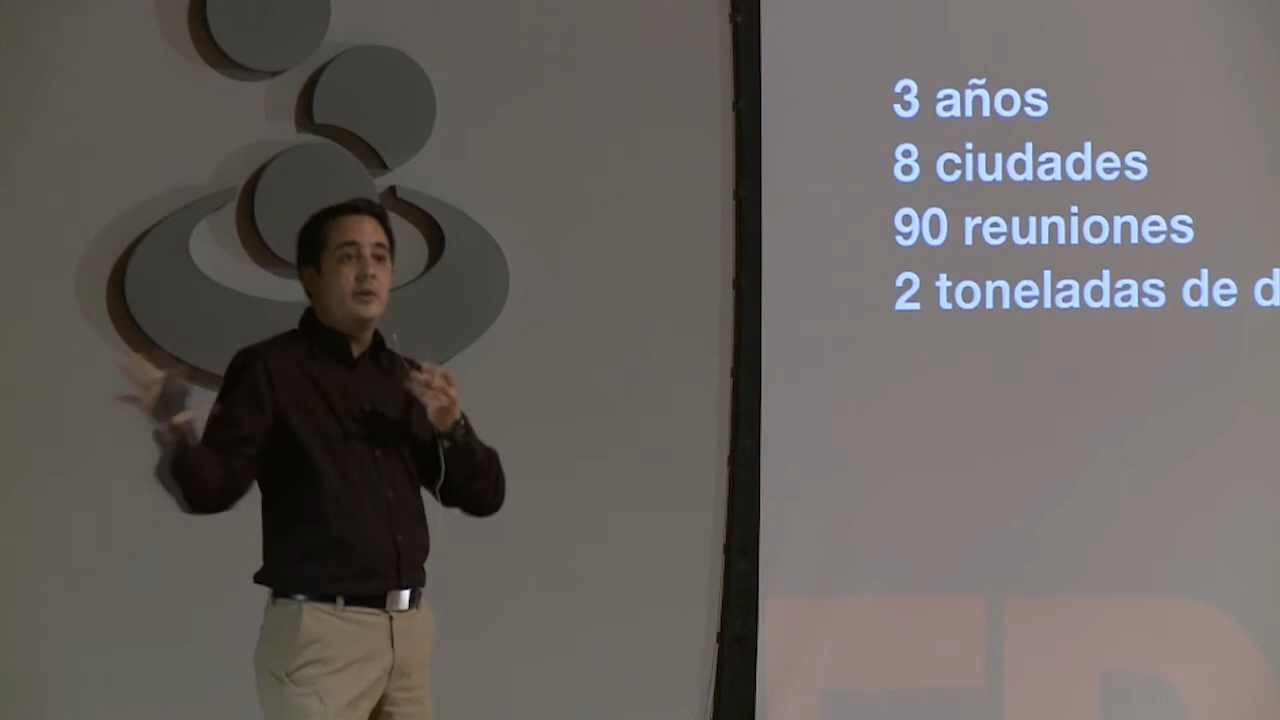 3 años
8 ciudades
90 reuniones
2 toneladas de